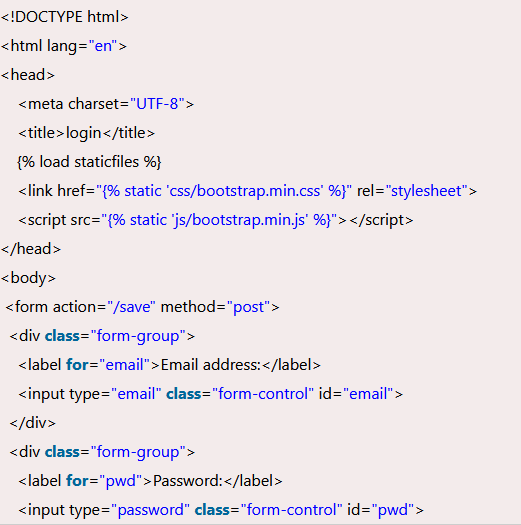 <!DOCTYPE html>
<html lang="en">
<head>
<meta charset="UTF-8">
<title>login</title>
{% load staticfiles %}
<link href="{% static 'css/bootstrap.min.css' %}" rel="stylesheet">
<script src="{% static 'js/bootstrap.min.js' %}"></script>
</head>
<body>
<form action="/save" method="post">
<div class="form-group">
<label for="email">Email address:</label>
<input type="email" class="form-control" id="email">
</div>
<div class="form-group">
<label for="pwd">Password:</label>
<input type="password" class="form-control" id="pwd">